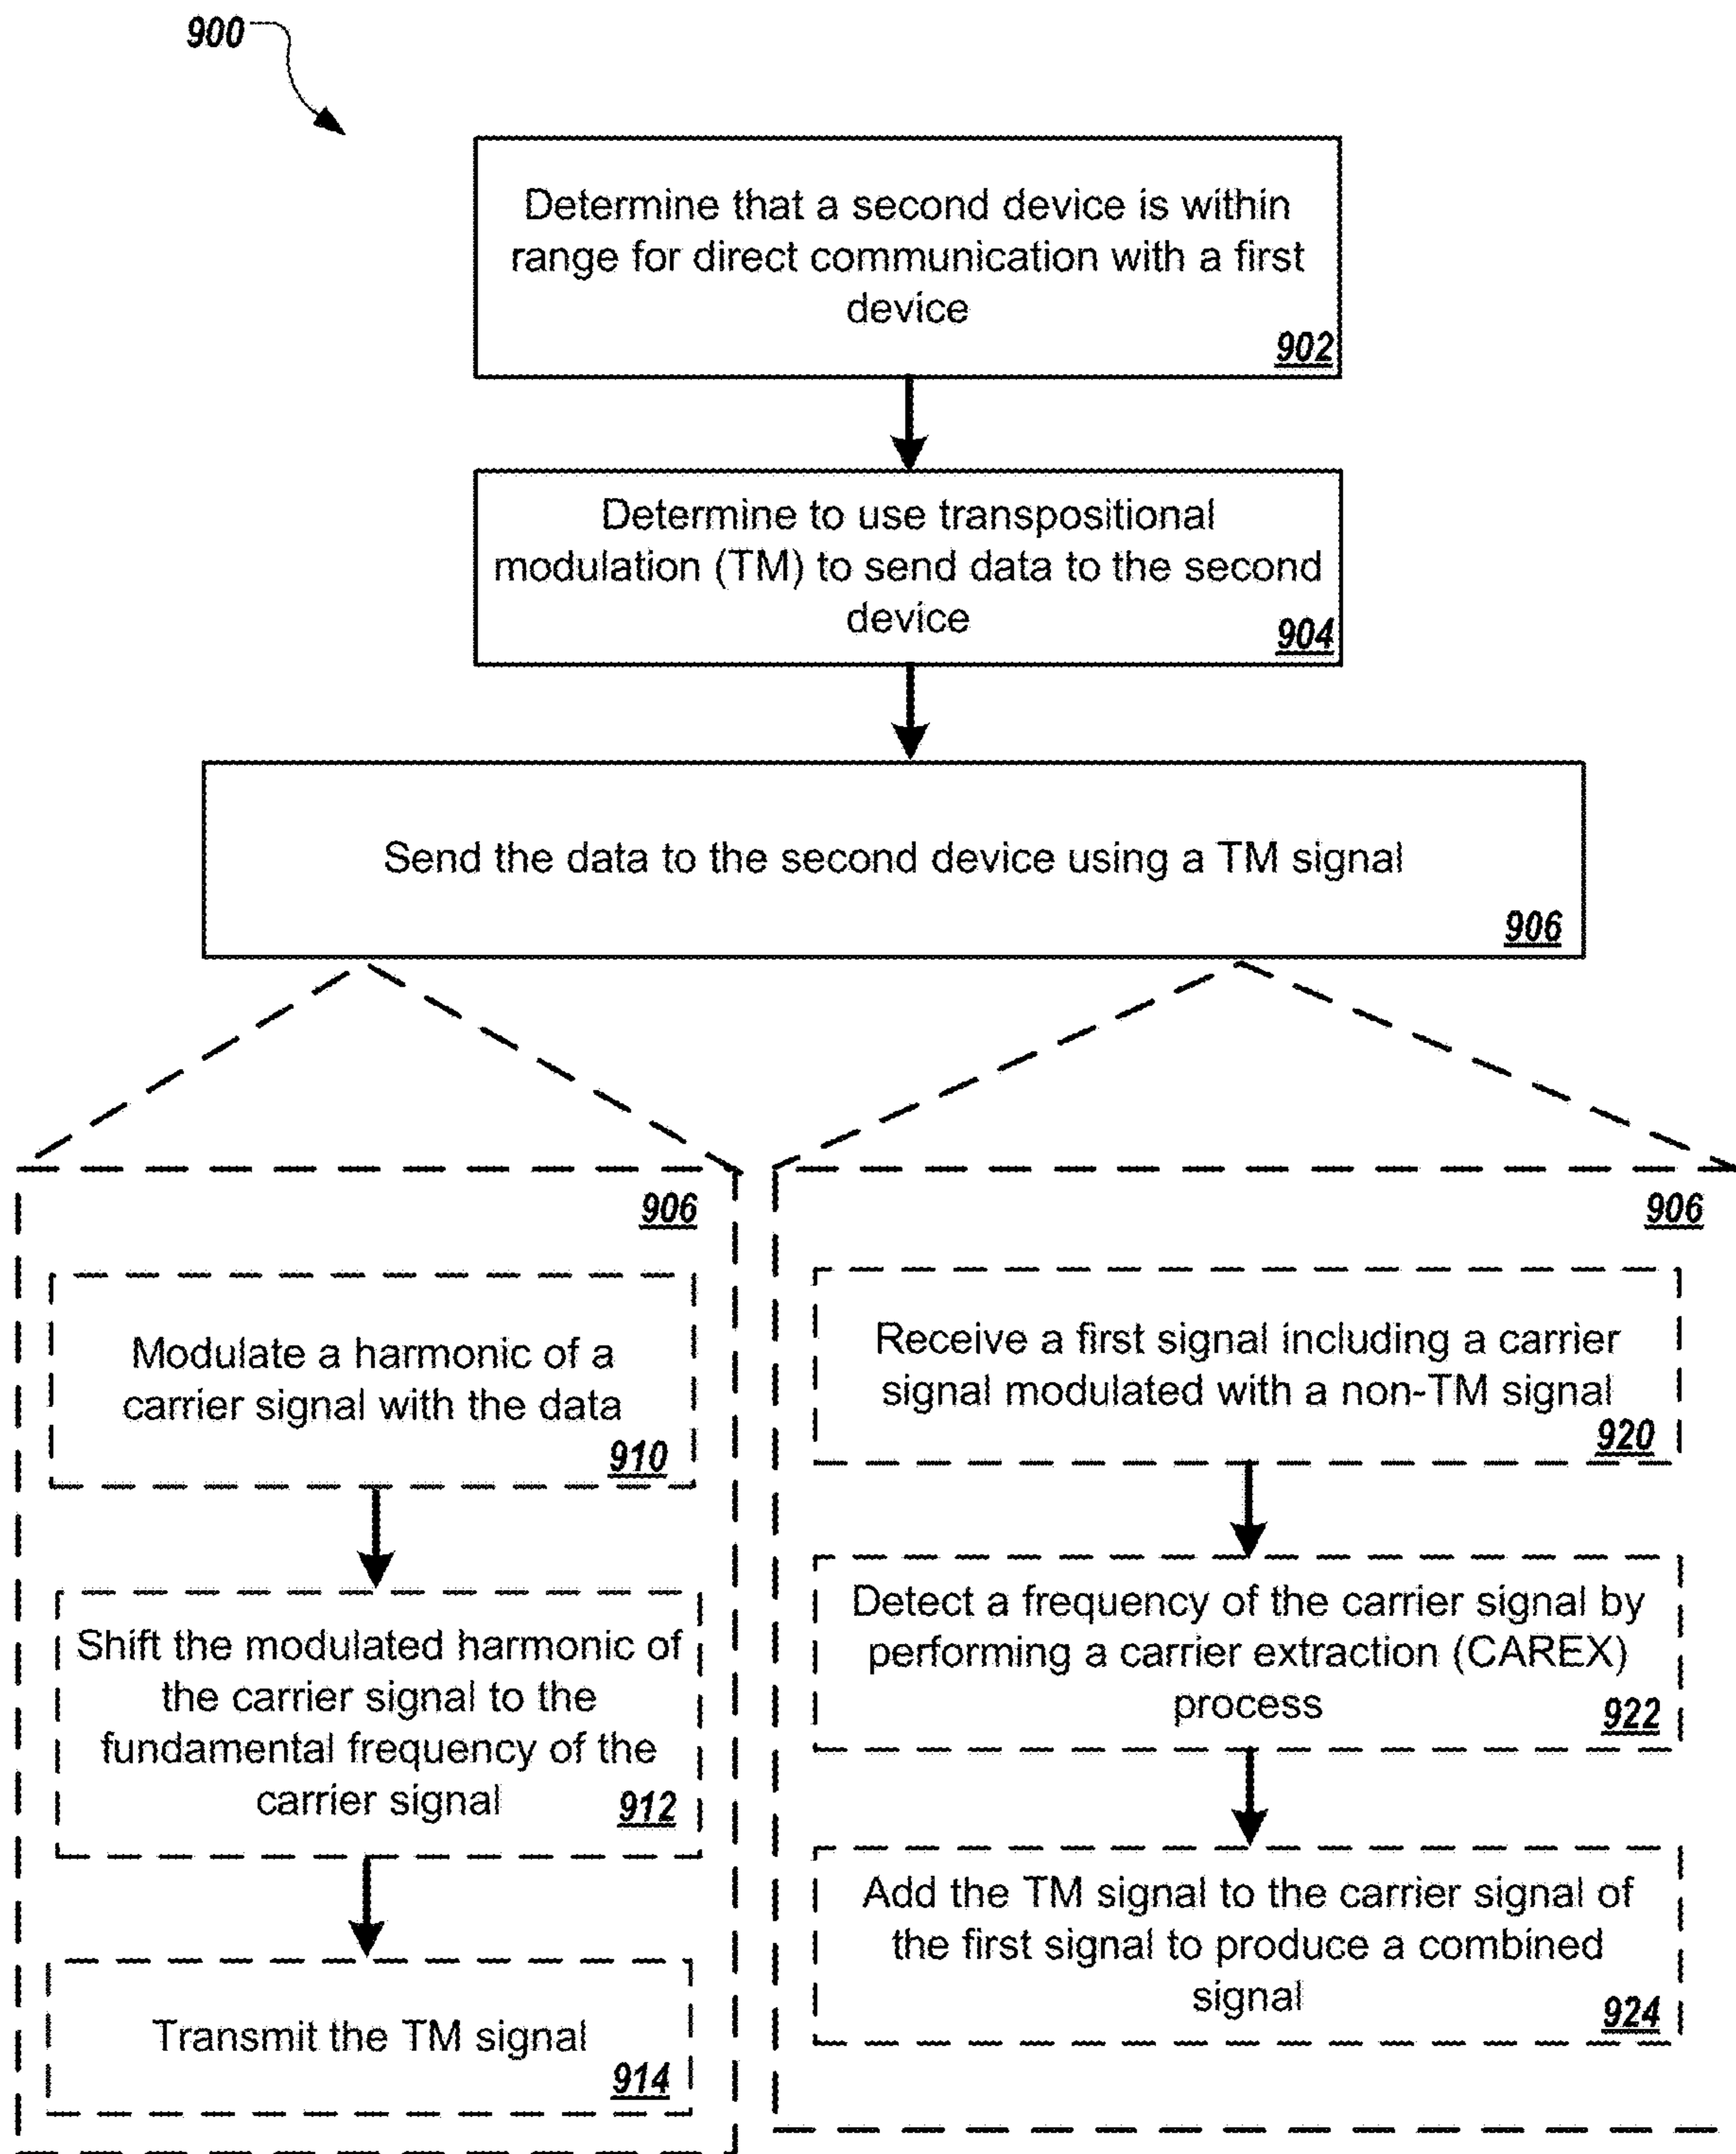 900
Determine that a second device is within
range for direct communication with a first
device
902
Determine to use transpositional
modulation (TM) to send data to the second
device
904
Send the data to the second device using a TM signal
906
906
Modulate a harmonic of a
carrier signal with the data
910
Shift the modulated harmonic of
the carrier signal to the
fundamental frequency of the
carrier signal
912
Transmit the TM signal
914
906
Receive a first signal including a carrier
signal modulated with a non-TM signal
920
Detect a frequency of the carrier signal by
performing a carrier extraction (CAREX)
process
922
Add the TM signal to the carrier signal of
the first signal to produce a combined
signal
924